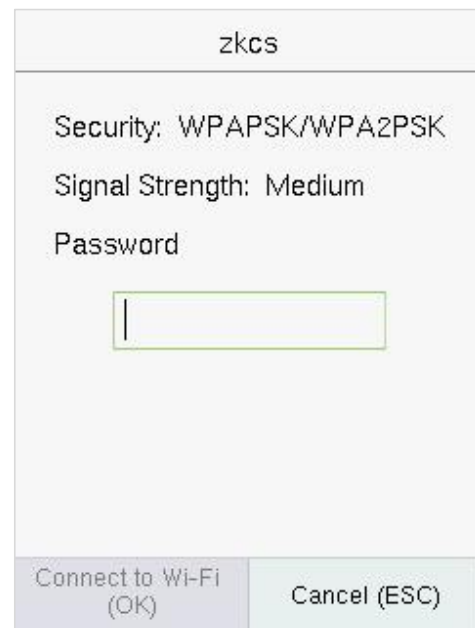 zkcs
Security: WPAPSK/WPA2PSK
Signal Strength: Medium
Password
Connect to Wi-Fi
(OK)
Cancel (ESC)